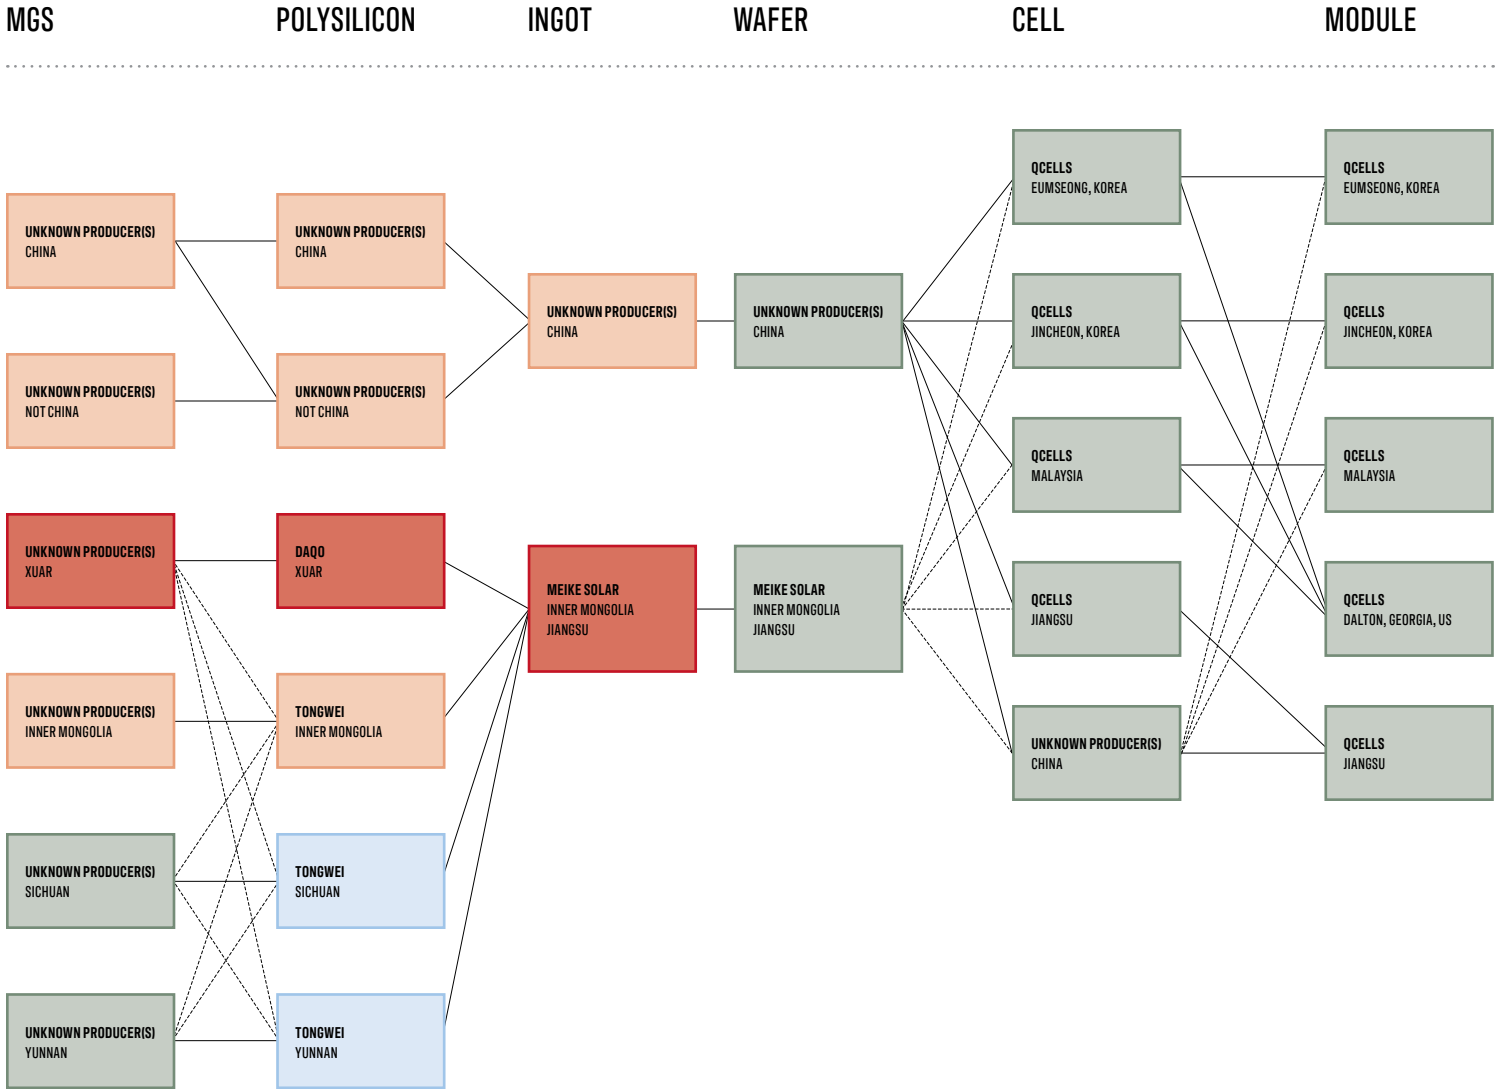 MGS
POLYSILICON
INGOT
WAFER
CELL
MODULE
UNKNOWN PRODUCER(S)
CHINA
UNKNOWN PRODUCER(S)
NOT CHINA
UNKNOWN PRODUCER(S)
XUAR
UNKNOWN PRODUCER(S)
INNER MONGOLIA
UNKNOWN PRODUCER(S)
SICHUAN
UNKNOWN PRODUCER(S)
YUNNAN
UNKNOWN PRODUCER(S)
CHINA
UNKNOWN PRODUCER(S)
NOT CHINA
DAQO
XUAR
TONGWEI
INNER MONGOLIA
TONGWEI
SICHUAN
TONGWEI
YUNNAN
UNKNOWN PRODUCER(S)
CHINA
MEIKE SOLAR
INNER MONGOLIA
JIANGSU
UNKNOWN PRODUCER(S)
CHINA
MEIKE SOLAR
INNER MONGOLIA
JIANGSU
QCELLS
EUMSEONG, KOREA
QCELLS
JINCHEON, KOREA
QCELLS
MALAYSIA
QCELLS
JIANGSU
UNKNOWN PRODUCER(S)
CHINA
QCELLS
EUMSEONG, KOREA
QCELLS
JINCHEON, KOREA
QCELLS
MALAYSIA
QCELLS
DALTON, GEORGIA, US
QCELLS
JIANGSU